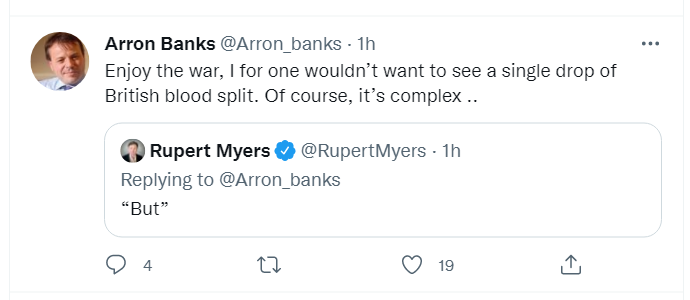 Arron Banks @Arron_banks · 1h
Enjoy the war, I for one wouldn’t want to see a single drop of
British blood split. Of course, it’s complex ..
Rupert Myers @RupertMyers · 1h
Replying to @Arron_banks
“But”
4
19